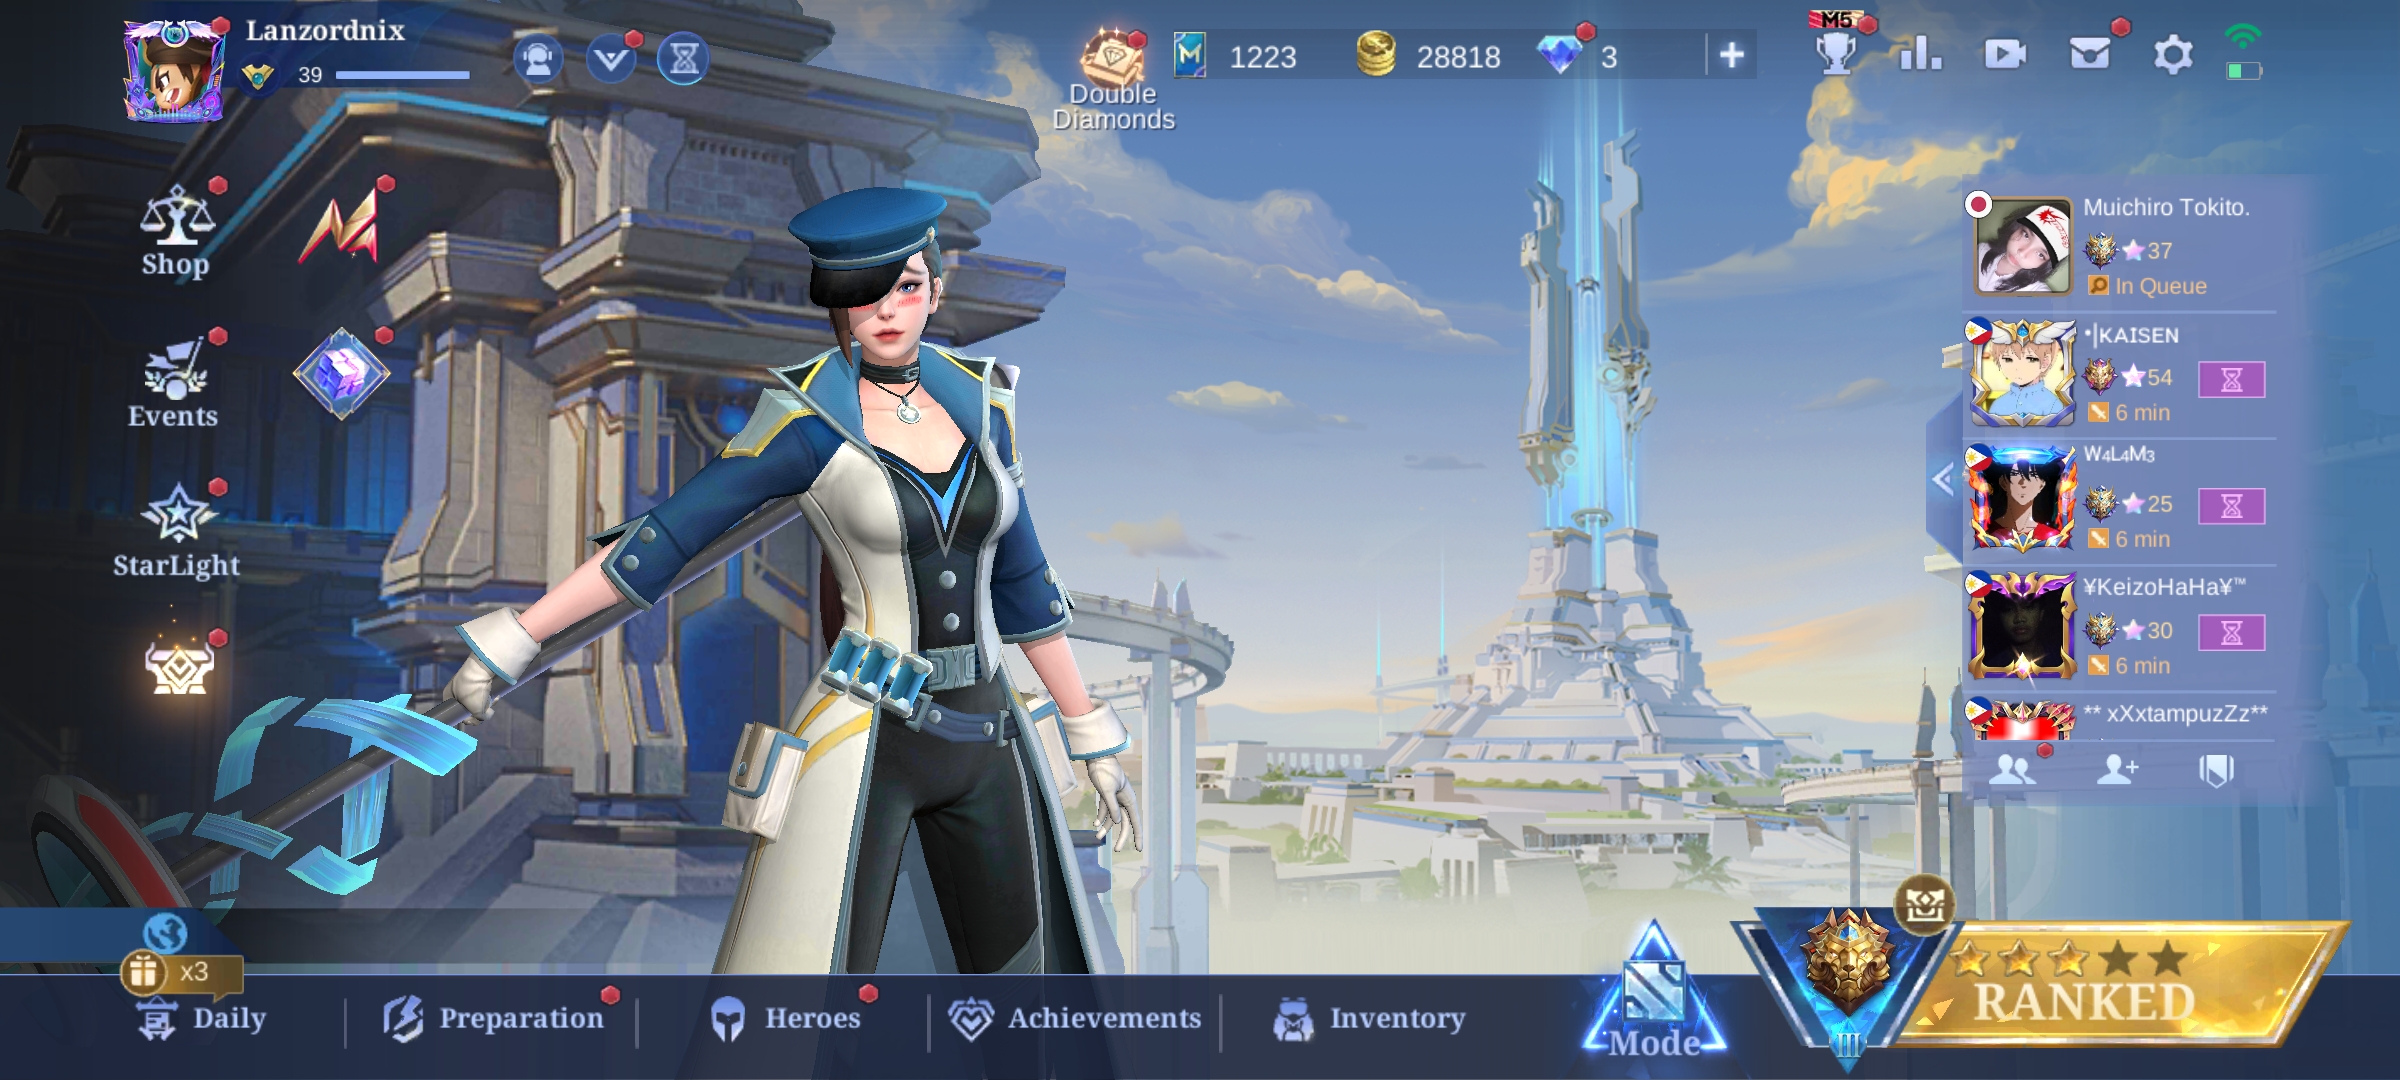 Lanzordnix
39
Double
Diamonds
1223
28818
3
M5
Shop
Events
StarLight
Muichiro Tokito.
37
In Queue
•|KAISEN
54
6 min
W4L4M3
25
6 min
¥KeizoHaHa¥™
30
6 min
** xXxtampuzZz**
x3
Daily
Preparation
Heroes
Achievements
Inventory
Mode
III
RANKED